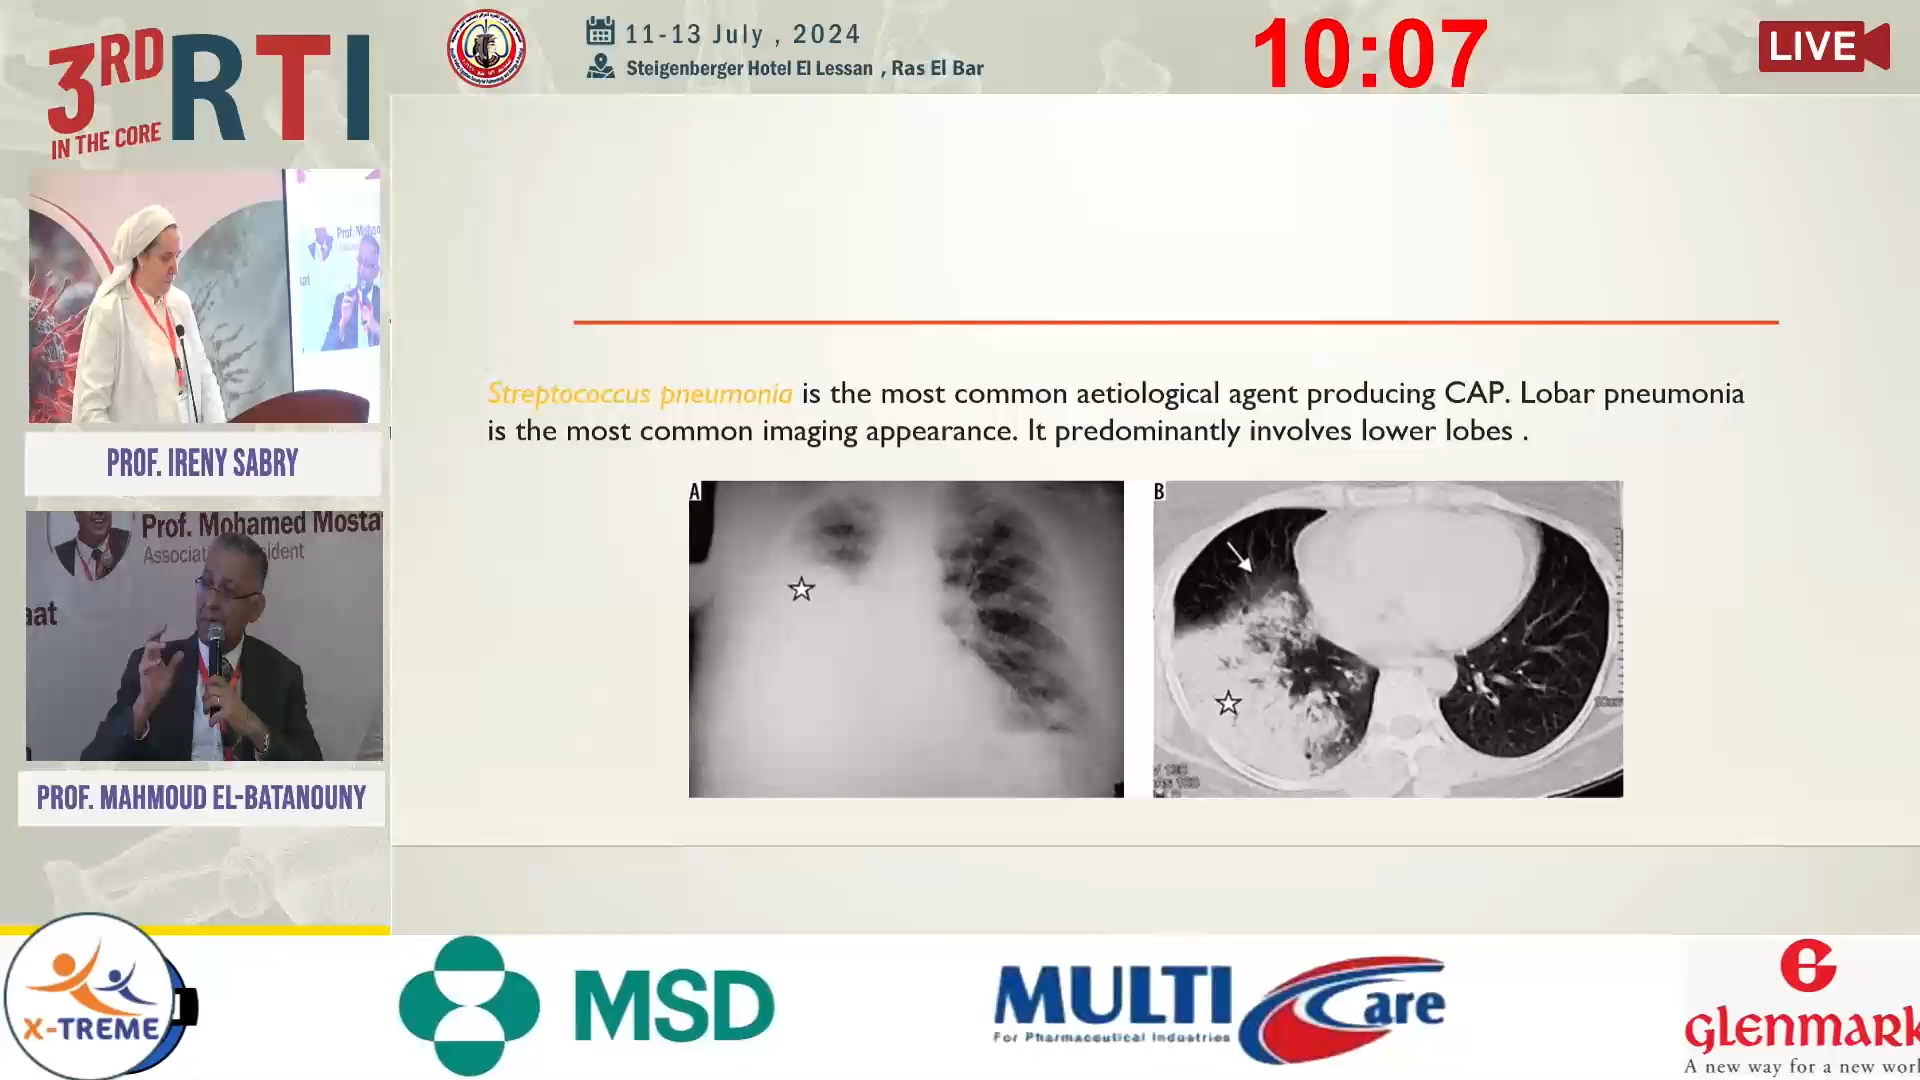 3RD RTI
IN THE CORE
11-13 July , 2024
Steigenberger Hotel El Lessan , Ras El Bar
10:07
LIVE
Prof. Moham
PROF. IRENY SABRY
Prof. Mohamed Mosta
aat
PROF. MAHMOUD EL-BATANOUNY
Streptococcus pneumonia is the most common aetiological agent producing CAP. Lobar pneumonia
is the most common imaging appearance. It predominantly involves lower lobes .
A
B
X-TREME
MSD
MULTI Care
For Pharmaceutical Industries
Glenmark
A new way for a new worl